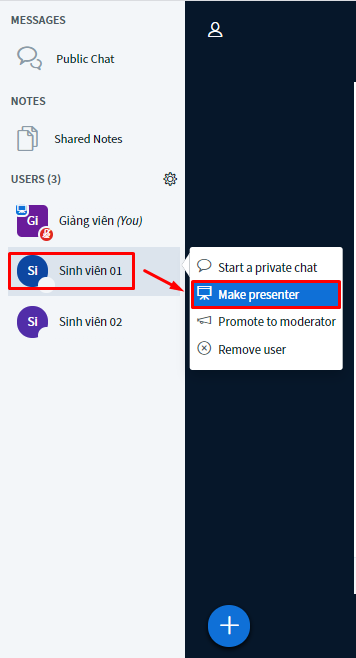 MESSAGES
Public Chat
NOTES
Shared Notes
USERS (3)
Gi
Giảng viên (You)
Si
Sinh viên 01
Start a private chat
Make presenter
Promote to moderator
Remove user
Si
Sinh viên 02